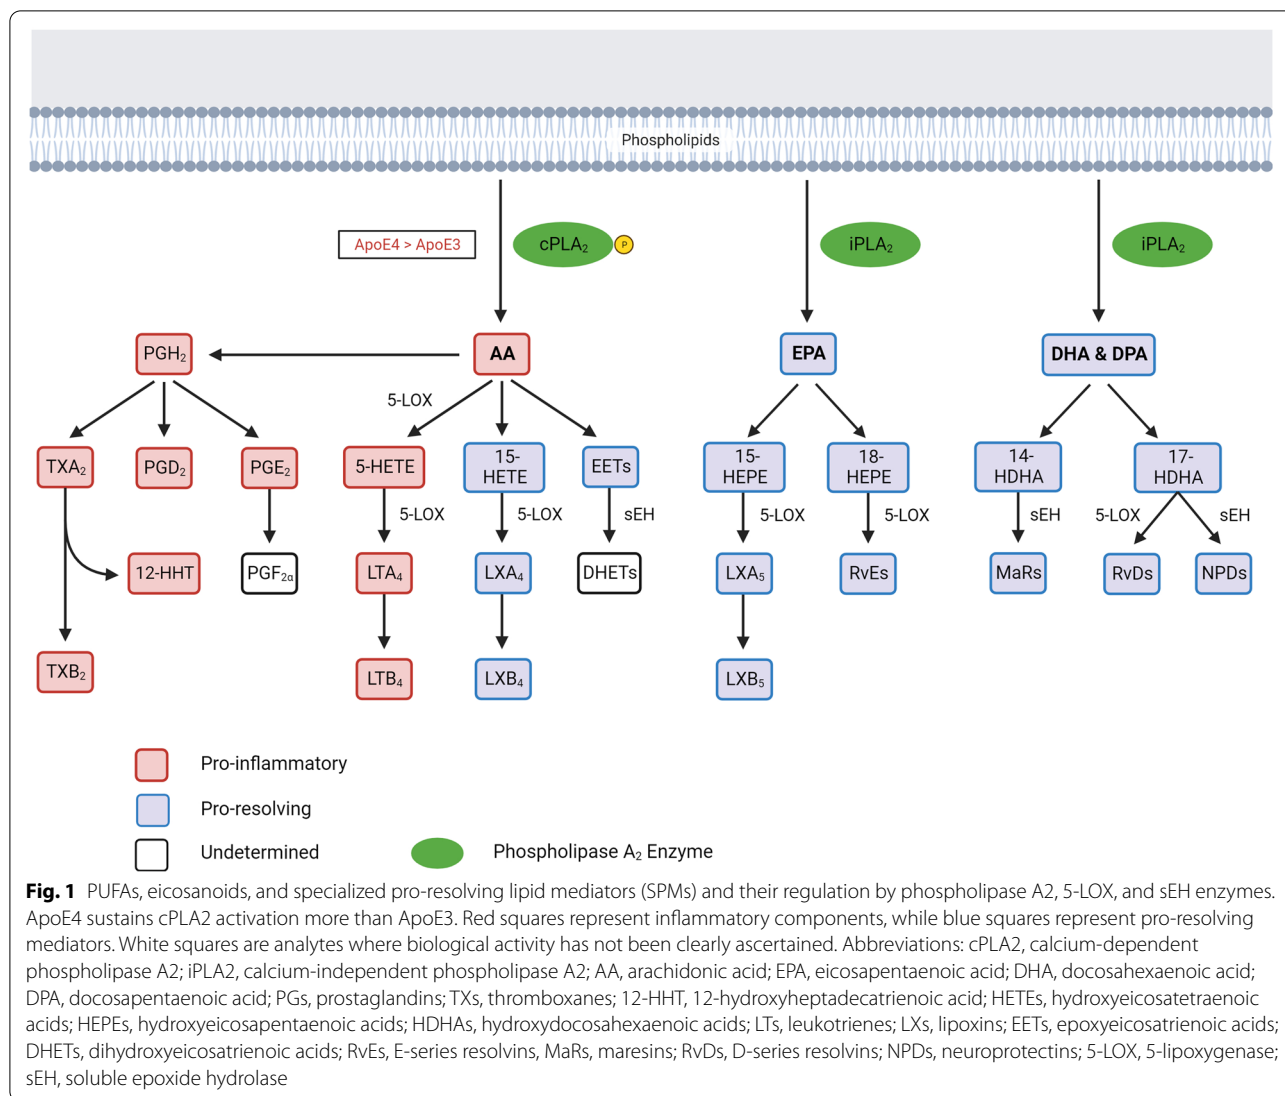 Phospholipids
ApoE4 > ApoE3
cPLA2
P
iPLA2
iPLA2
PGH2
AA
EPA
DHA & DPA
5-LOX
TXA2
PGD2
PGE2
5-HETE
15-
HETE
EETs
15-
HEPE
18-
HEPE
14-
HDHA
17-
HDHA
5-LOX
5-LOX
sEH
5-LOX
5-LOX
sEH
5-LOX
sEH
12-HHT
PGF2α
LTA4
LXA4
DHETs
LXA5
RvEs
MaRs
RvDs
NPDs
TXB2
LTB4
LXB4
LXB5
Pro-inflammatory
Pro-resolving
Undetermined
Phospholipase A2 Enzyme
Fig. 1 PUFAs, eicosanoids, and specialized pro-resolving lipid mediators (SPMs) and their regulation by phospholipase A2, 5-LOX, and sEH enzymes.
ApoE4 sustains cPLA2 activation more than ApoE3. Red squares represent inflammatory components, while blue squares represent pro-resolving
mediators. White squares are analytes where biological activity has not been clearly ascertained. Abbreviations: cPLA2, calcium-dependent
phospholipase A2; iPLA2, calcium-independent phospholipase A2; AA, arachidonic acid; EPA, eicosapentaenoic acid; DHA, docosahexaenoic acid;
DPA, docosapentaenoic acid; PGs, prostaglandins; TXs, thromboxanes; 12-HHT, 12-hydroxyheptadecatrienoic acid; HETEs, hydroxyeicosatetraenoic
acids; HEPEs, hydroxyeicosapentaenoic acids; HDHAs, hydroxydocosahexaenoic acids; LTs, leukotrienes; LXs, lipoxins; EETs, epoxyeicosatrienoic acids;
DHETs, dihydroxyeicosatrienoic acids; RvEs, E-series resolvins, MaRs, maresins; RvDs, D-series resolvins; NPDs, neuroprotectins; 5-LOX, 5-lipoxygenase;
sEH, soluble epoxide hydrolase